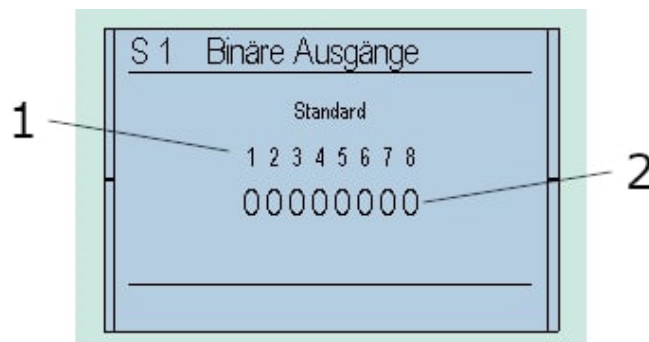 S 1 Binäre Ausgänge
Standard
1
1 2 3 4 5 6 7 8
2
00000000